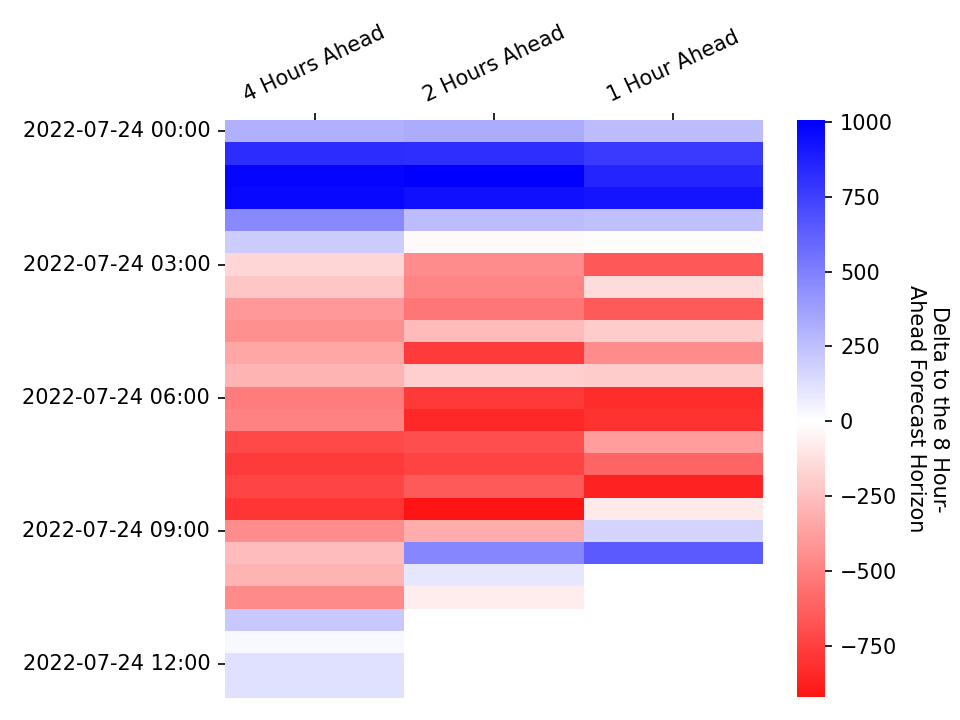 4 Hours Ahead
2 Hours Ahead
1 Hour Ahead
2022-07-24 00:00
2022-07-24 03:00
2022-07-24 06:00
2022-07-24 09:00
2022-07-24 12:00
1000
750
500
250
0
−250
−500
−750
Delta to the 8 Hour-
Ahead Forecast Horizon